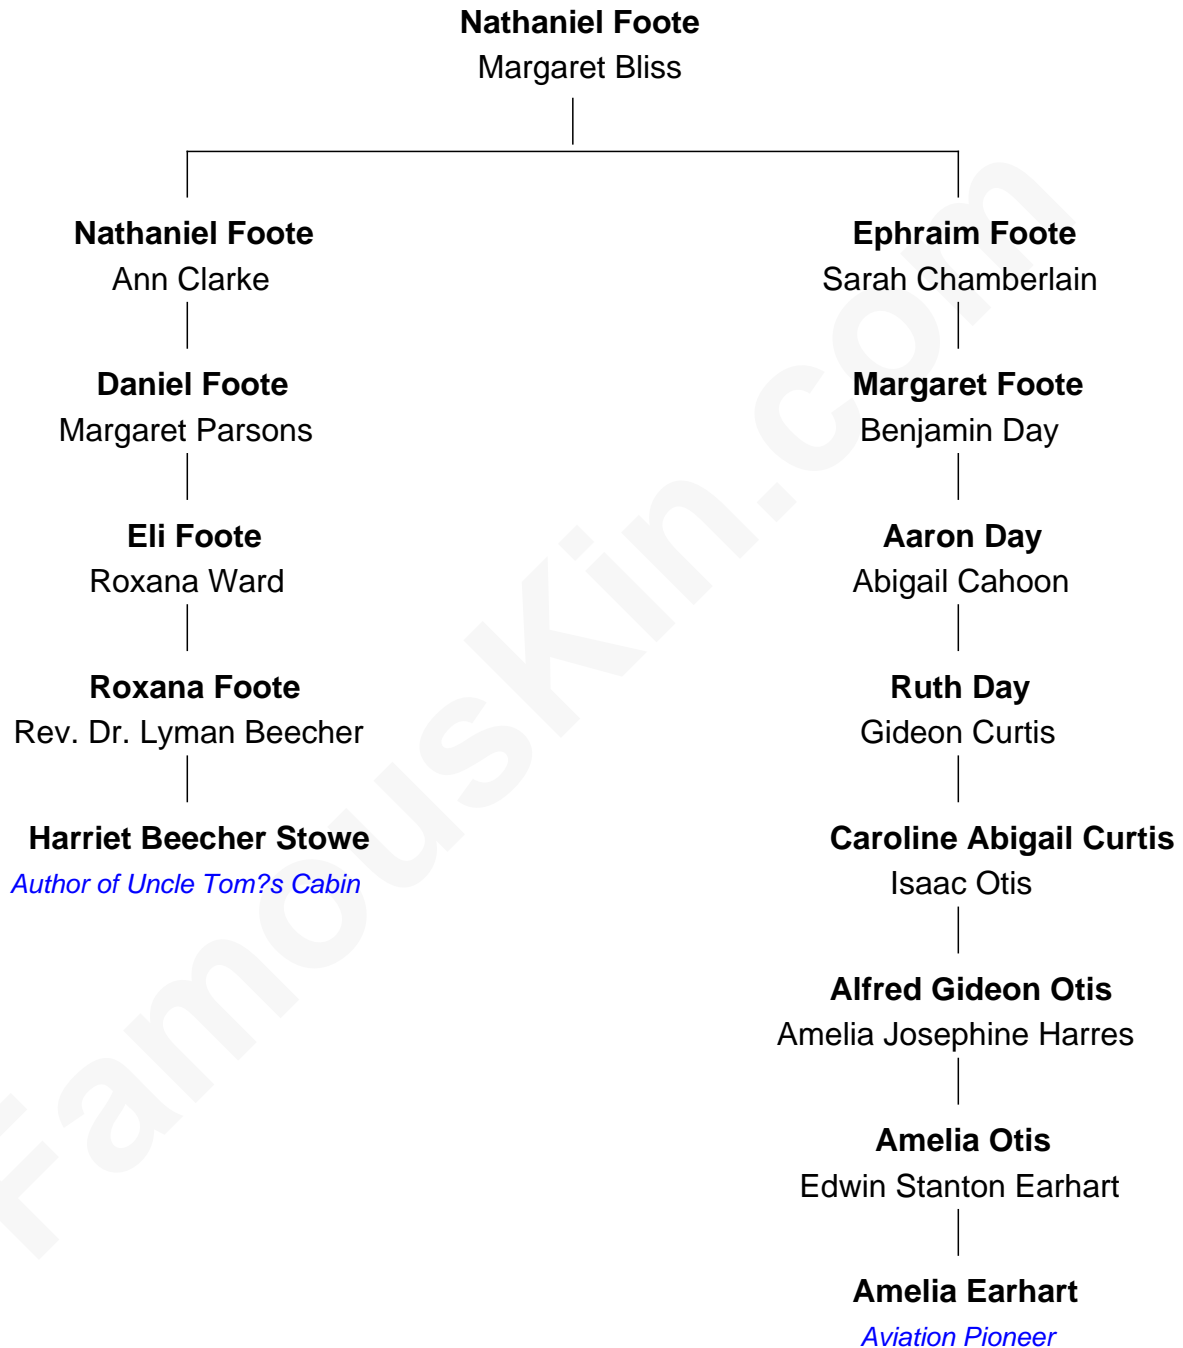 Nathaniel Foote
Margaret Bliss
Nathaniel Foote
Ann Clarke
Daniel Foote
Margaret Parsons
Eli Foote
Roxana Ward
Roxana Foote
Rev. Dr. Lyman Beecher
Harriet Beecher Stowe
Author of Uncle Tom?s Cabin
Ephraim Foote
Sarah Chamberlain
Margaret Foote
Benjamin Day
Aaron Day
Abigail Cahoon
Ruth Day
Gideon Curtis
Caroline Abigail Curtis
Isaac Otis
Alfred Gideon Otis
Amelia Josephine Harres
Amelia Otis
Edwin Stanton Earhart
Amelia Earhart
Aviation Pioneer
FamousKin.com